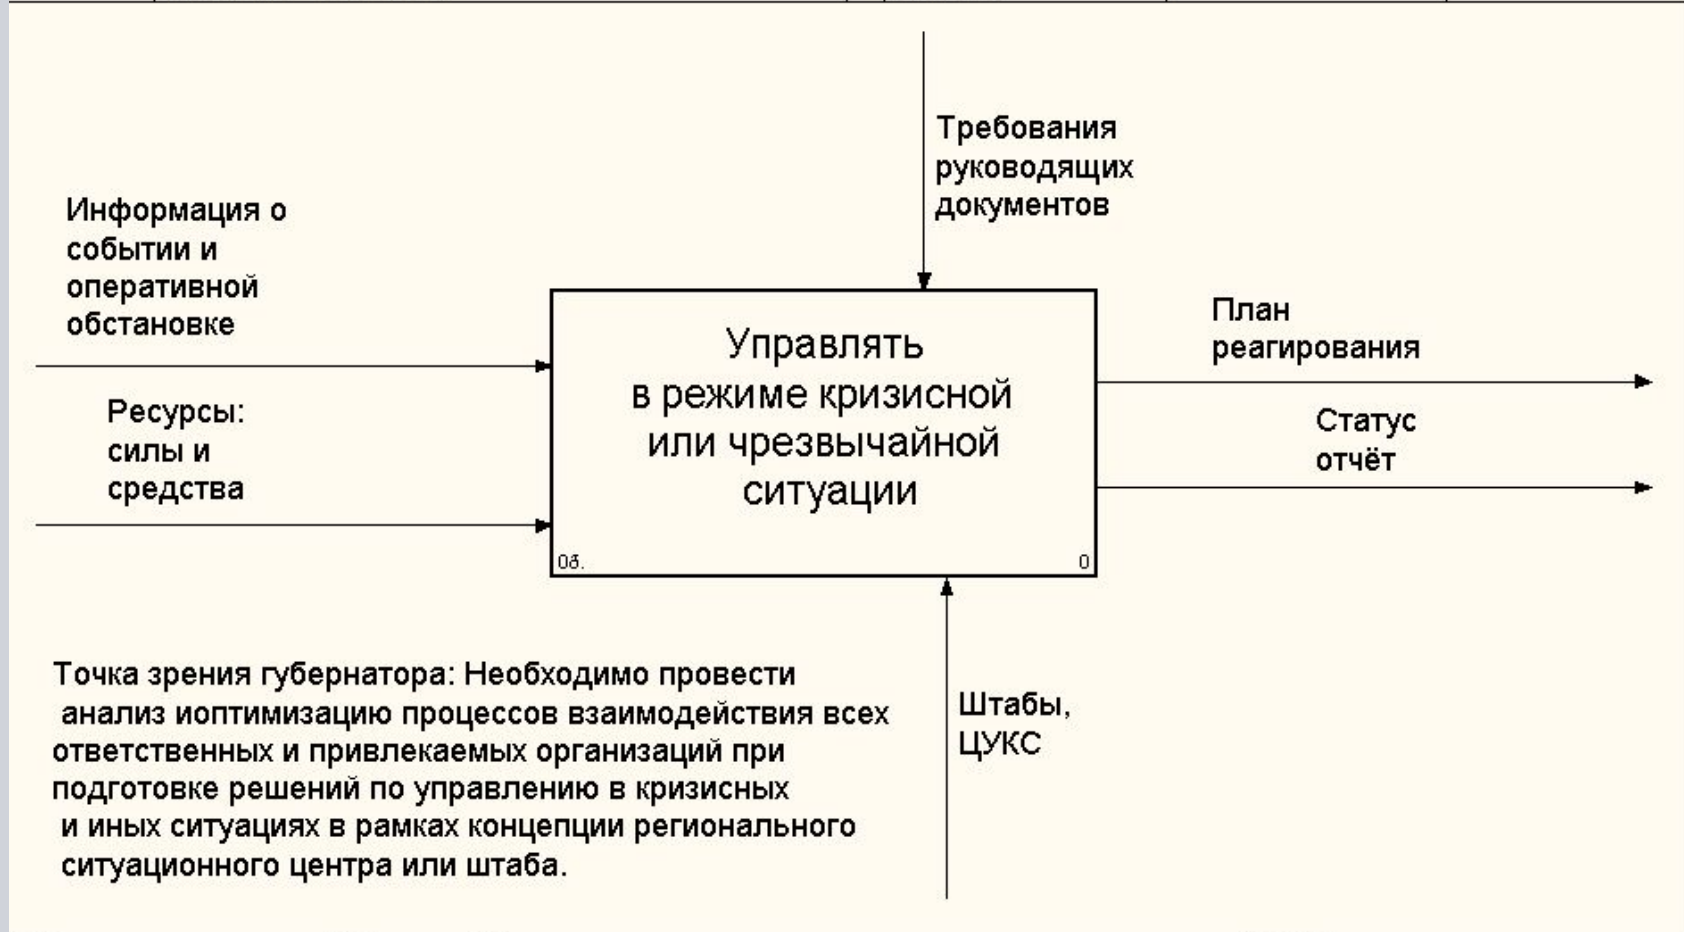 Требования
руководящих
документов
Информация о
событии и
оперативной
обстановке
Ресурсы:
силы и
средства
Управлять
в режиме кризисной
или чрезвычайной
ситуации
0б. 0
План
реагирования
Статус
отчёт
Штабы,
ЦУКС
Точка зрения губернатора: Необходимо провести
анализ иоптимизацию процессов взаимодействия всех
ответственных и привлекаемых организаций при
подготовке решений по управлению в кризисных
и иных ситуациях в рамках концепции регионального
ситуационного центра или штаба.